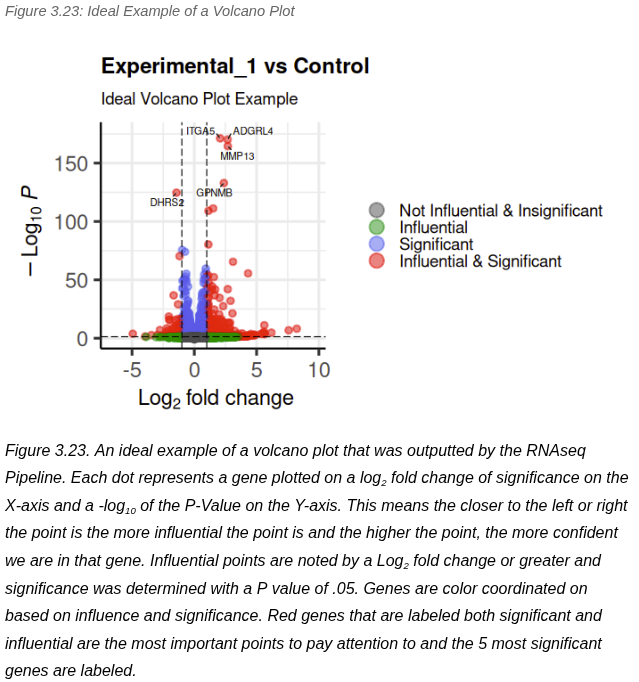 Figure 3.23: Ideal Example of a Volcano Plot
Experimental_1 vs Control
Ideal Volcano Plot Example
ITGA5
ADGRL4
MMP13
GPNMB
DHRS2
150
100
50
0
– Log10 P
-5 0 5 10
Log2 fold change
Not Influential & Insignificant
Influential
Significant
Influential & Significant
Figure 3.23. An ideal example of a volcano plot that was outputted by the RNAseq
Pipeline. Each dot represents a gene plotted on a log2 fold change of significance on the
X-axis and a -log10 of the P-Value on the Y-axis. This means the closer to the left or right
the point is the more influential the point is and the higher the point, the more confident
we are in that gene. Influential points are noted by a Log2 fold change or greater and
significance was determined with a P value of .05. Genes are color coordinated on
based on influence and significance. Red genes that are labeled both significant and
influential are the most important points to pay attention to and the 5 most significant
genes are labeled.